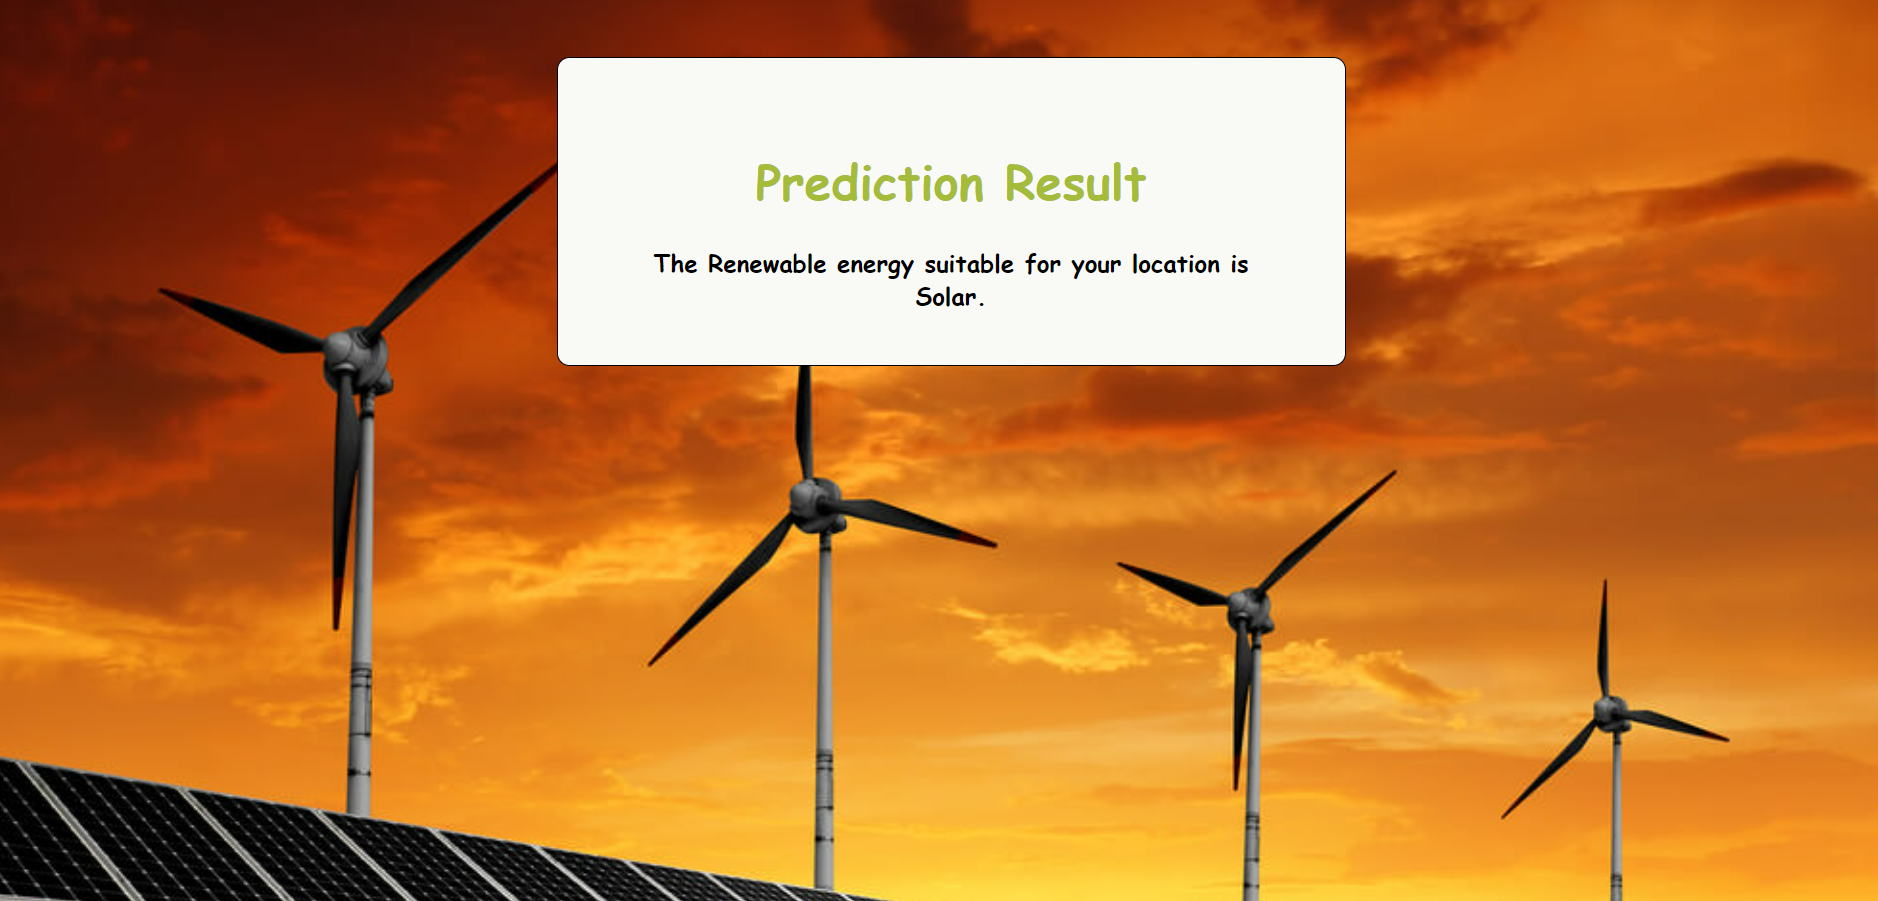 Prediction Result
The Renewable energy suitable for your location is
Solar.